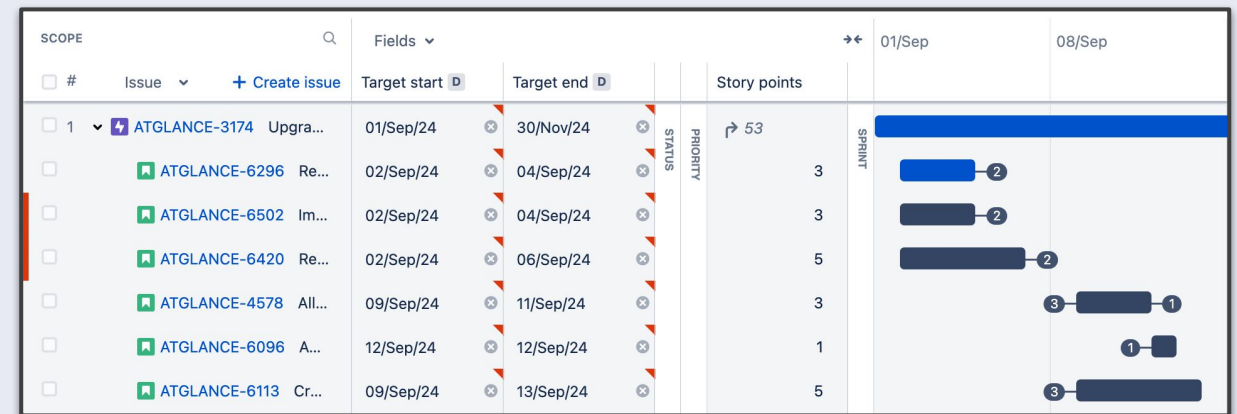 SCOPE Fields 01/Sep 08/Sep
# Issue + Create issue Target start D Target end D STATUS PRIORITY Story points SPRINT
1 ATGLANCE-3174 Upgra... 01/Sep/24 30/Nov/24 53
ATGLANCE-6296 Re... 02/Sep/24 04/Sep/24 3 2
ATGLANCE-6502 Im... 02/Sep/24 04/Sep/24 3 2
ATGLANCE-6420 Re... 02/Sep/24 06/Sep/24 5 2
ATGLANCE-4578 All... 09/Sep/24 11/Sep/24 3 3 1
ATGLANCE-6096 A... 12/Sep/24 12/Sep/24 1 1
ATGLANCE-6113 Cr... 09/Sep/24 13/Sep/24 5 3